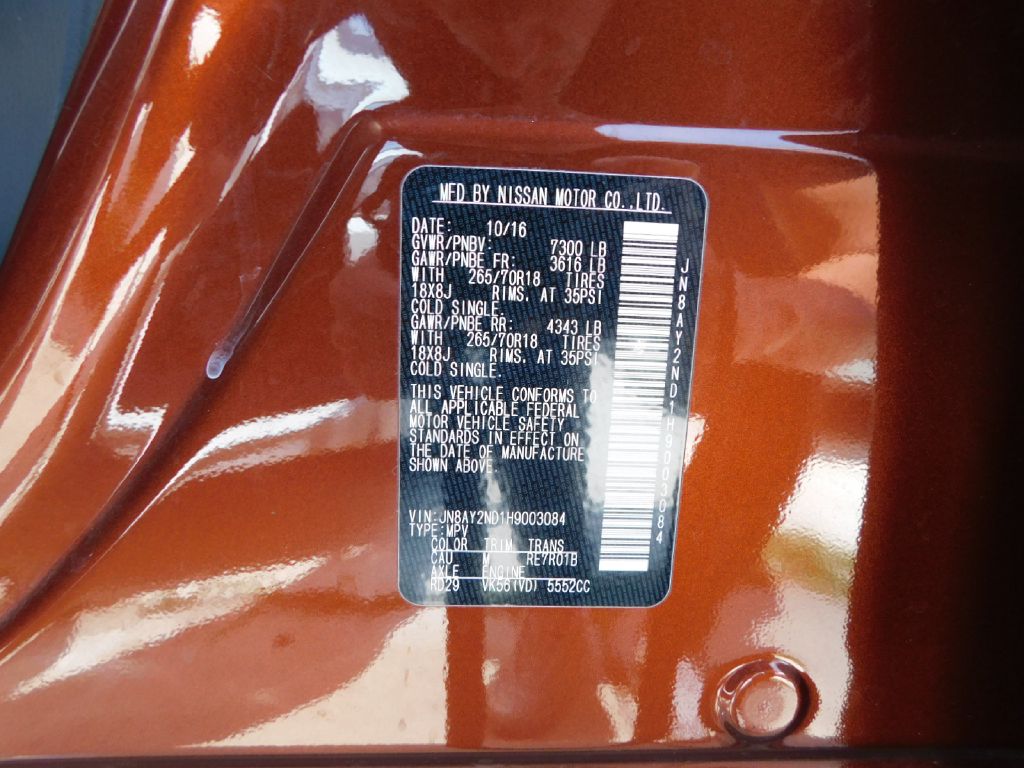 MFD BY NISSAN MOTOR CO.,LTD.
DATE: 10/16
GVWR/PNBV: 7300 LB
GAWR/PNBE FR: 3616 LB
WITH 265/70R18 TIRES
18X8J RIMS. AT 35PSI
COLD SINGLE.
GAWR/PNBE RR: 4343 LB
WITH 265/70R18 TIRES
18X8J RIMS. AT 35PSI
COLD SINGLE.
THIS VEHICLE CONFORMS TO
ALL APPLICABLE FEDERAL
MOTOR VEHICLE SAFETY
STANDARDS IN EFFECT ON
THE DATE OF MANUFACTURE
SHOWN ABOVE.
VIN:JN8AY2ND1H9003084
TYPE:MPV
COLOR TRIM TRANS
CAU M RE7R01B
AXLE ENGINE
RD29 VK56(VD) 5552CC
JN8AY2ND1H9003084